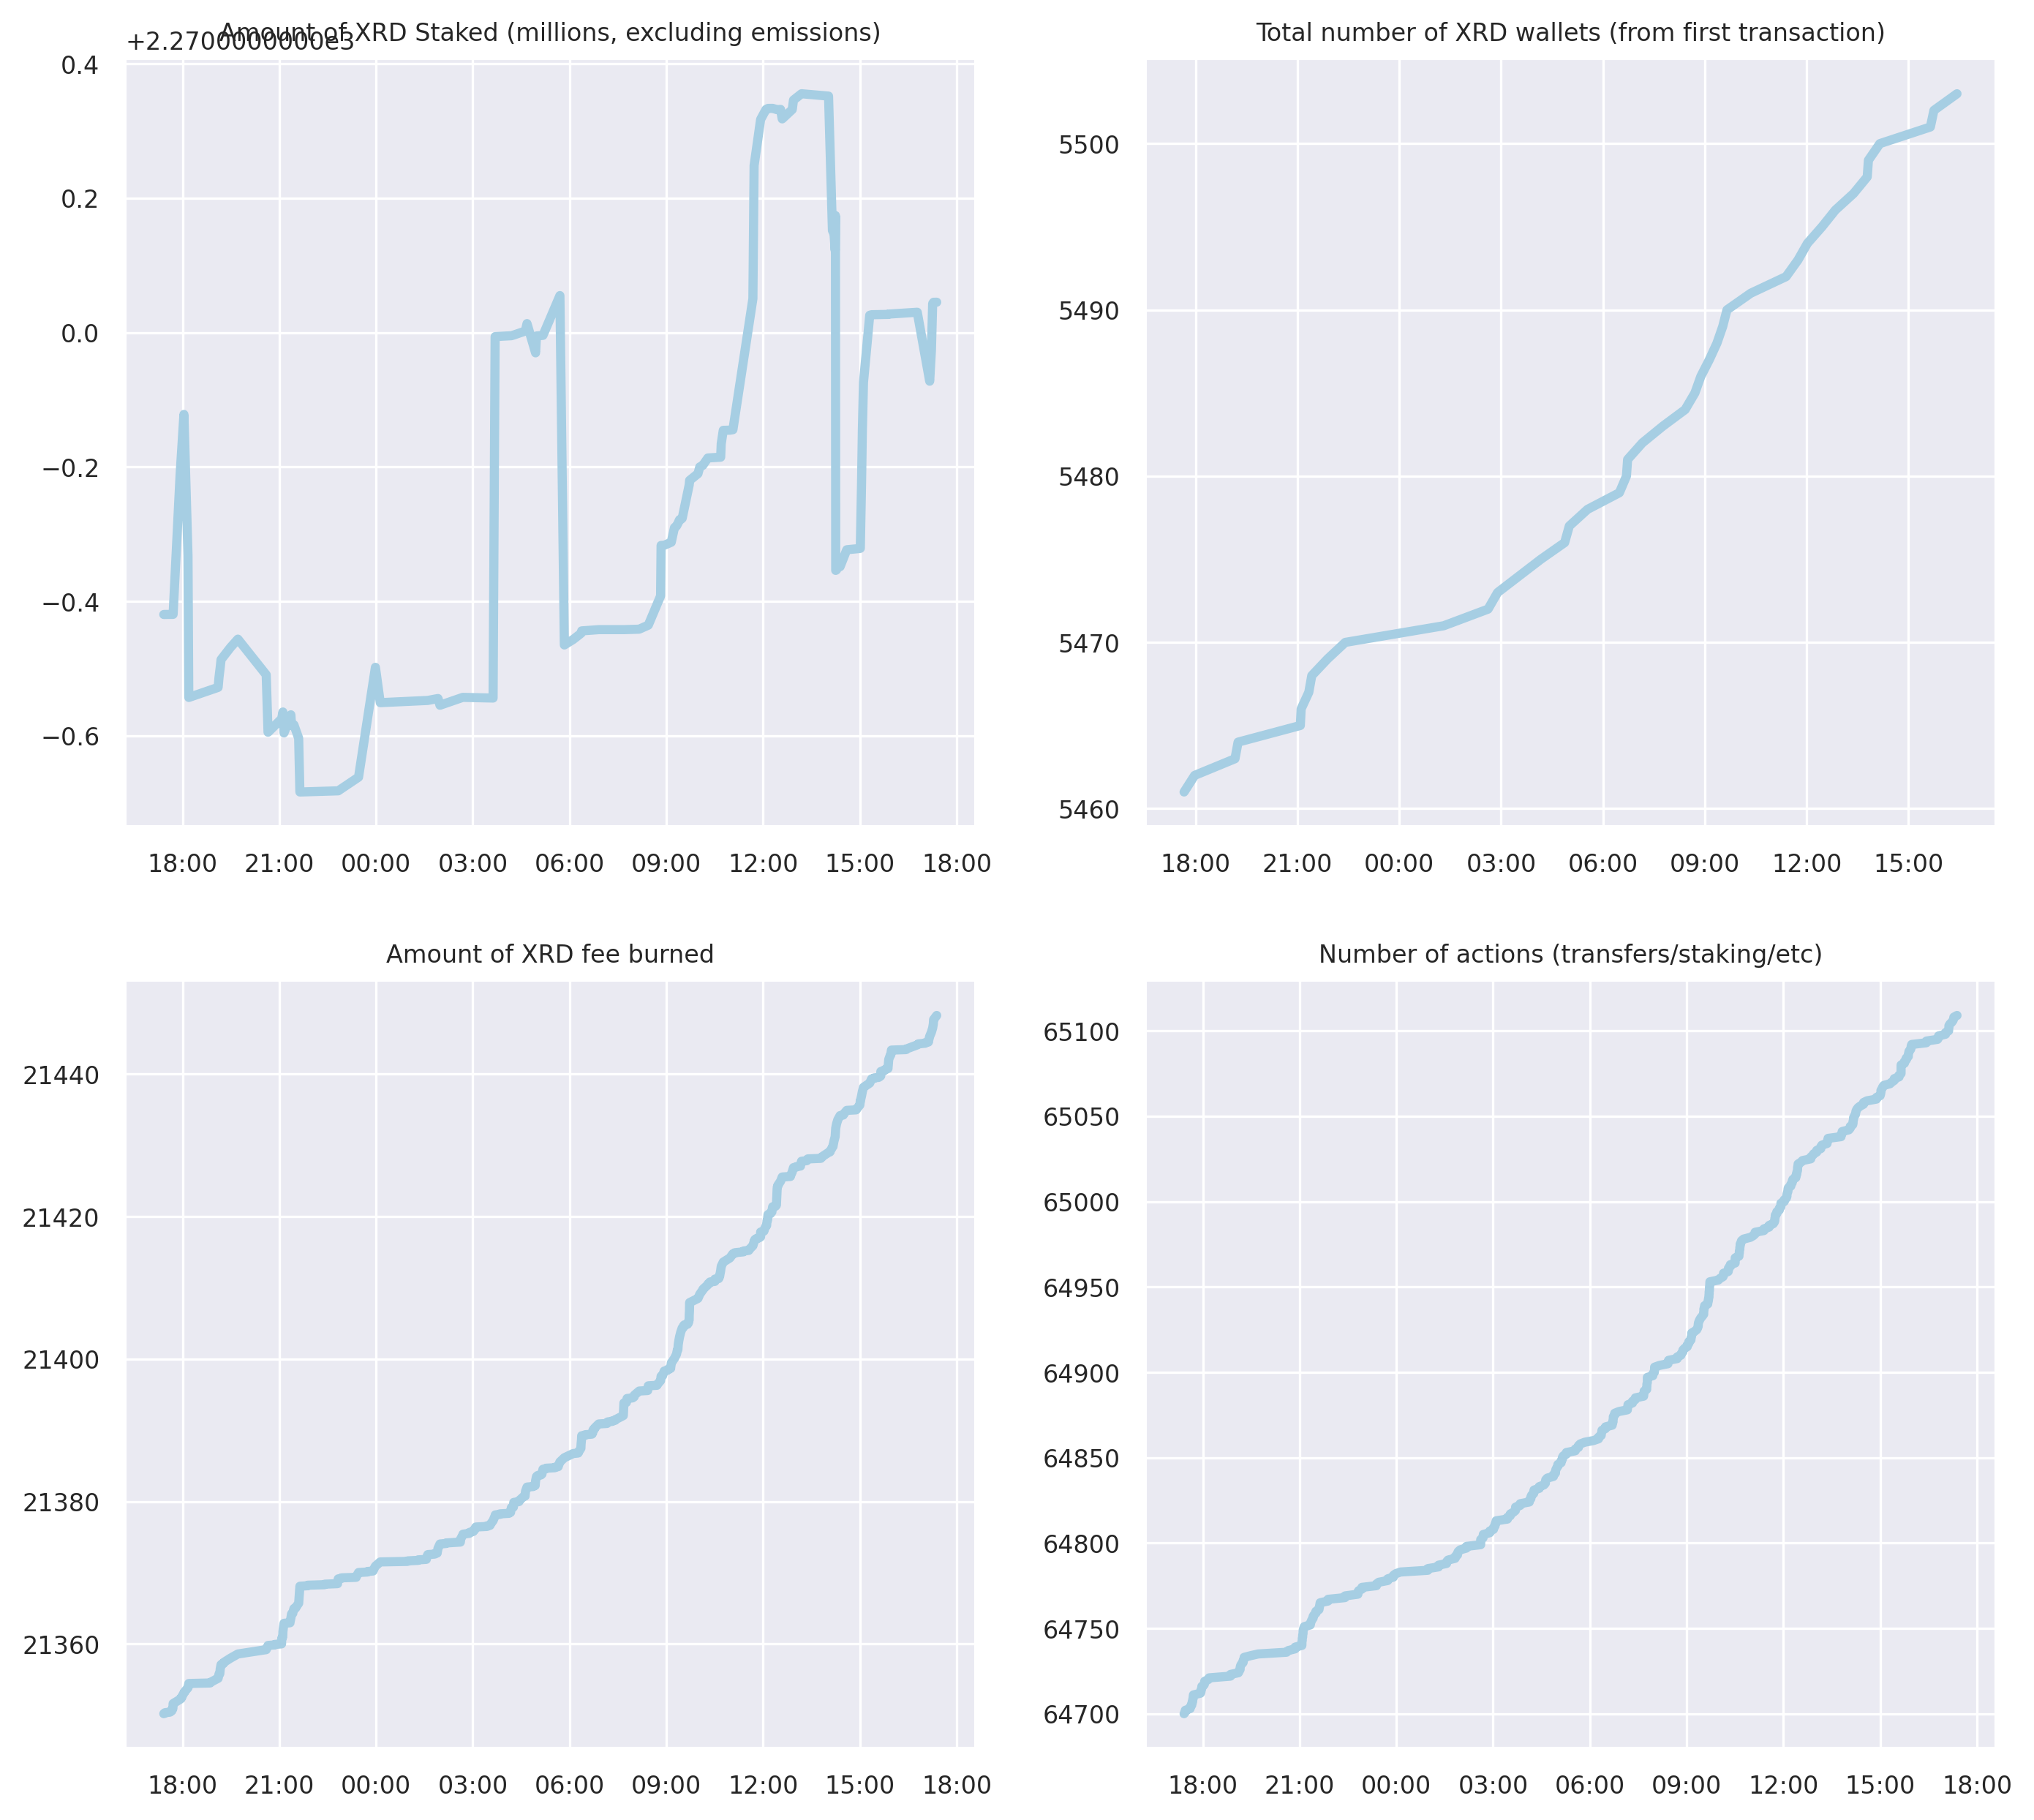 Amount of XRD Staked (millions, excluding emissions)
+2.2700000000e3
0.4
0.2
0.0
−0.2
−0.4
−0.6
18:00 21:00 00:00 03:00 06:00 09:00 12:00 15:00 18:00
Total number of XRD wallets (from first transaction)
5500
5490
5480
5470
5460
18:00 21:00 00:00 03:00 06:00 09:00 12:00 15:00
Amount of XRD fee burned
21440
21420
21400
21380
21360
18:00 21:00 00:00 03:00 06:00 09:00 12:00 15:00 18:00
Number of actions (transfers/staking/etc)
65100
65050
65000
64950
64900
64850
64800
64750
64700
18:00 21:00 00:00 03:00 06:00 09:00 12:00 15:00 18:00